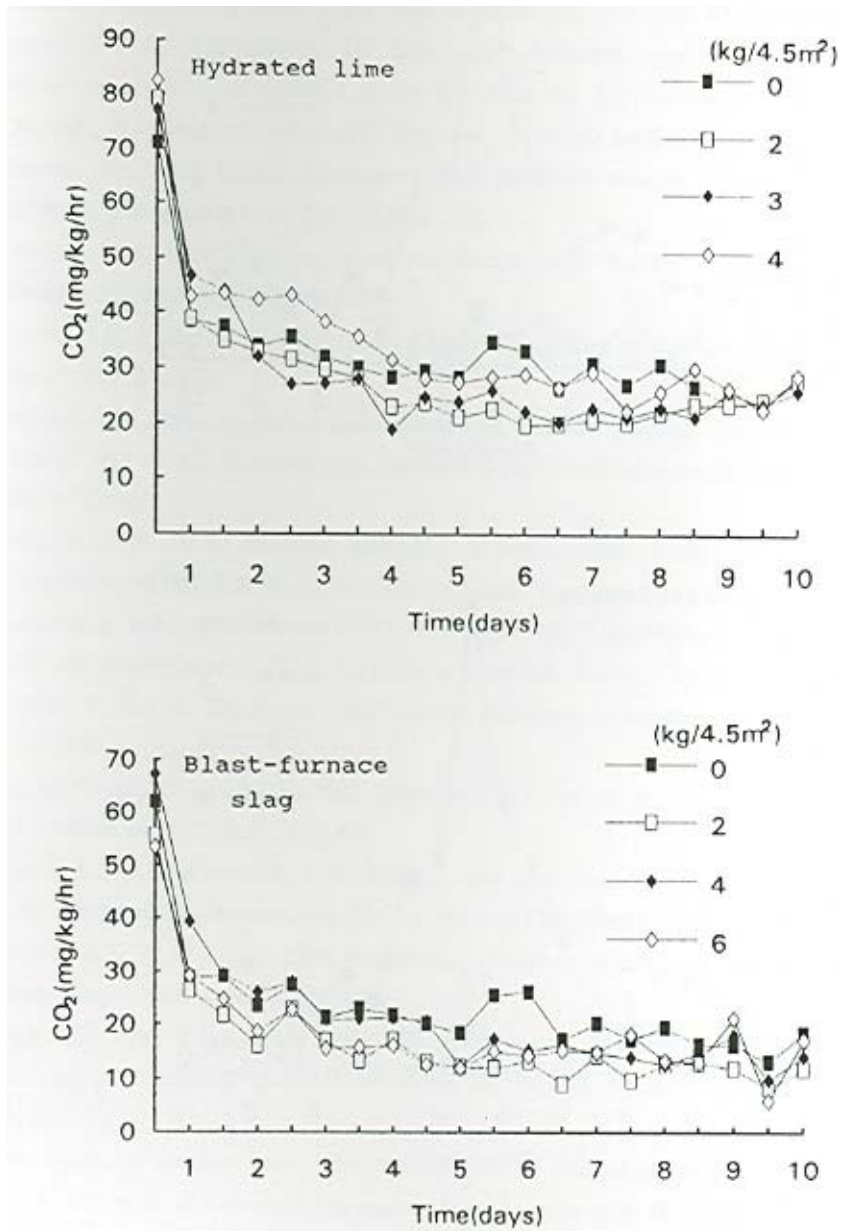 90
80
70
60
50
40
30
20
10
0
CO₂(mg/kg/hr)
Hydrated lime
(kg/4.5m²)
0
2
3
4
1 2 3 4 5 6 7 8 9 10
Time(days)
70
60
50
40
30
20
10
0
CO₂(mg/kg/hr)
Blast-furnace
slag
(kg/4.5m²)
0
2
4
6
1 2 3 4 5 6 7 8 9 10
Time(days)